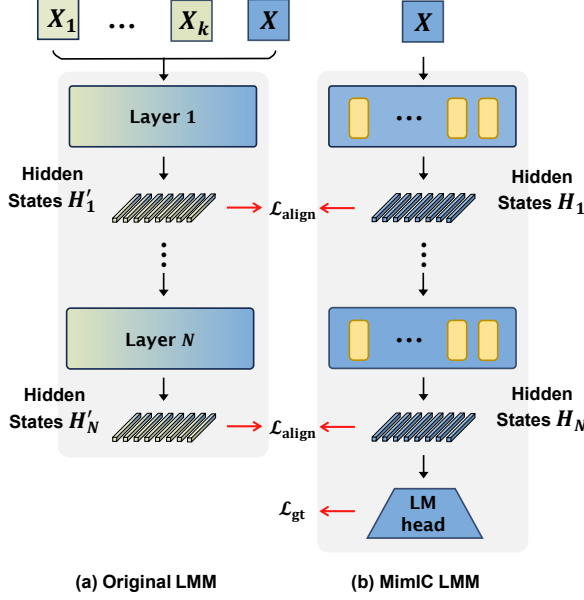 X₁ ... Xₖ X
X
Layer 1
...
Hidden
States H′₁
ℒalign
Hidden
States H₁
Layer N
...
Hidden
States H′N
ℒalign
Hidden
States HN
ℒgt
LM
head
(a) Original LMM
(b) MimIC LMM